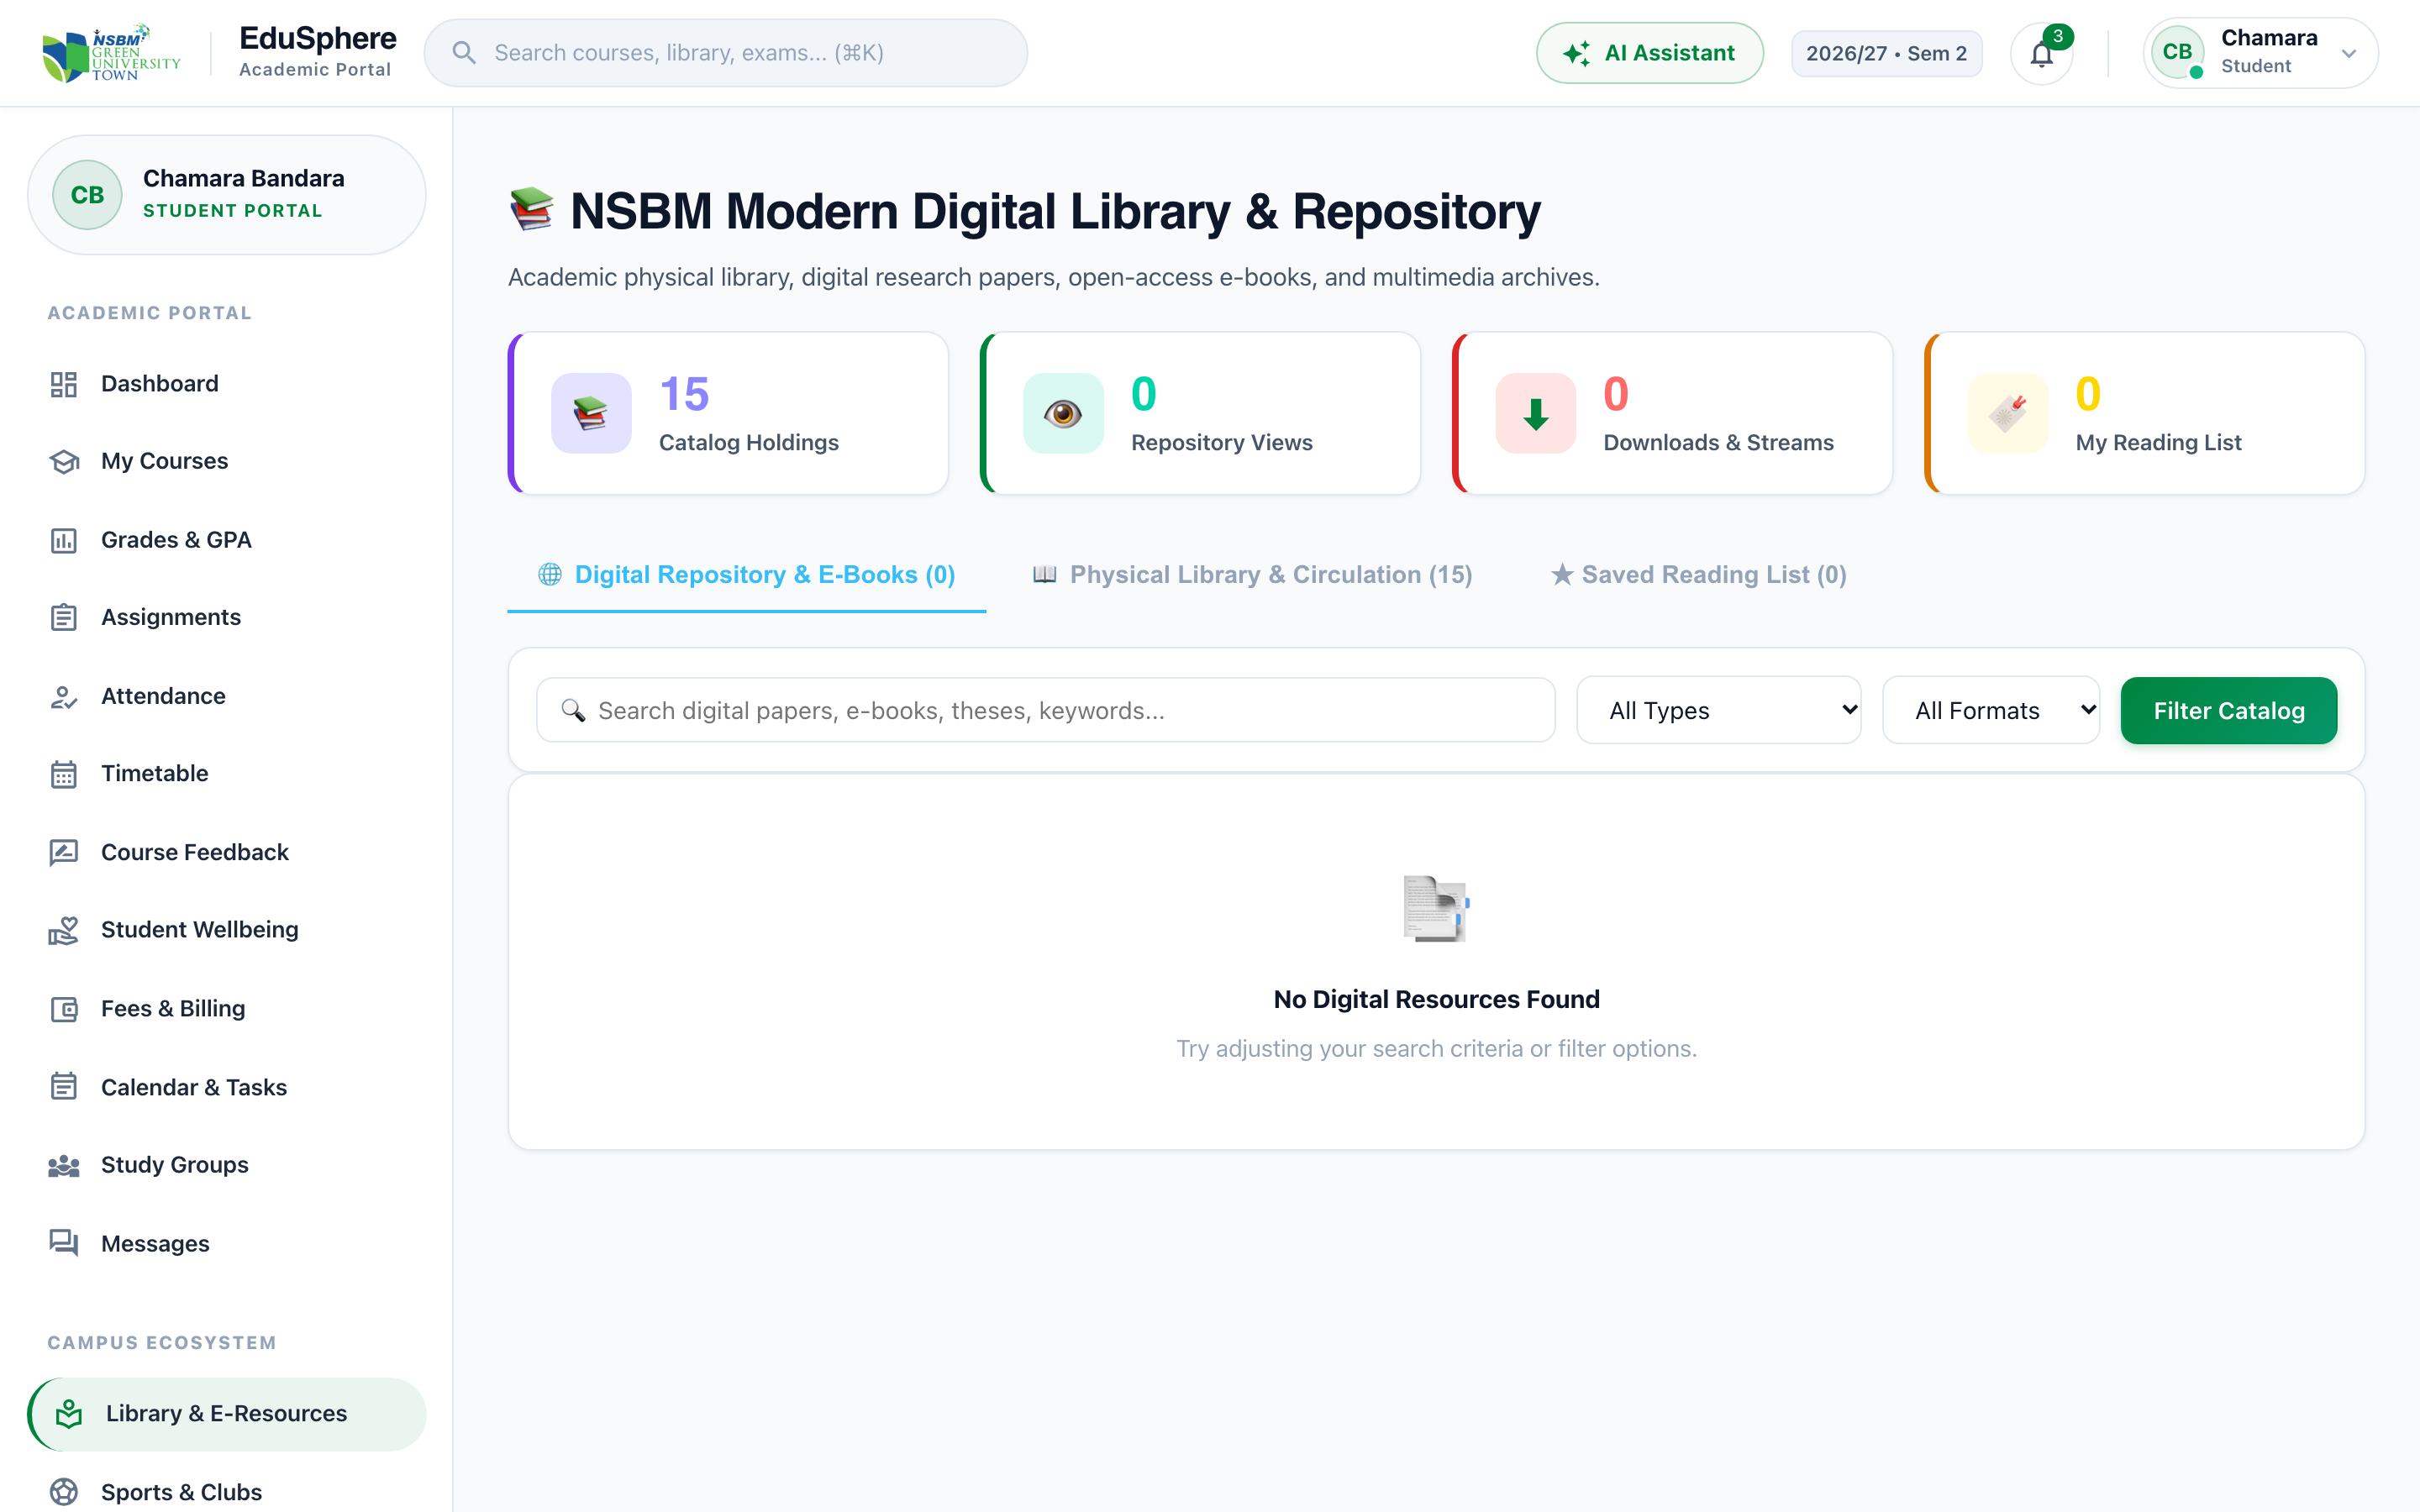 NSBM
GREEN
UNIVERSITY
TOWN
EduSphere
Academic Portal
Search courses, library, exams... (⌘K)
AI Assistant
2026/27 • Sem 2
3
CB
Chamara
Student
CB
Chamara Bandara
STUDENT PORTAL
ACADEMIC PORTAL
Dashboard
My Courses
Grades & GPA
Assignments
Attendance
Timetable
Course Feedback
Student Wellbeing
Fees & Billing
Calendar & Tasks
Study Groups
Messages
CAMPUS ECOSYSTEM
Library & E-Resources
Sports & Clubs
NSBM Modern Digital Library & Repository
Academic physical library, digital research papers, open-access e-books, and multimedia archives.
15
Catalog Holdings
0
Repository Views
0
Downloads & Streams
0
My Reading List
Digital Repository & E-Books (0)
Physical Library & Circulation (15)
★ Saved Reading List (0)
Search digital papers, e-books, theses, keywords...
All Types
All Formats
Filter Catalog
No Digital Resources Found
Try adjusting your search criteria or filter options.